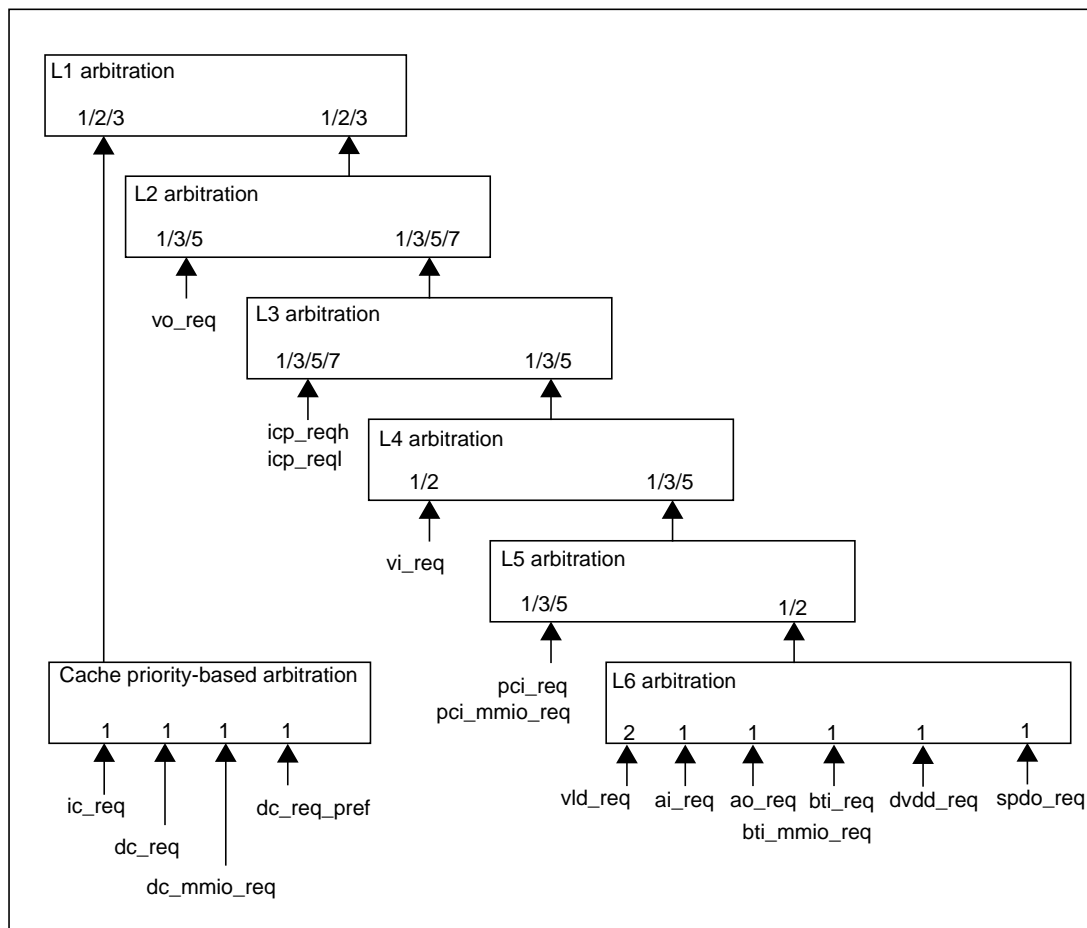 L1 arbitration
1/2/3 1/2/3
L2 arbitration
1/3/5 1/3/5/7
vo_req
L3 arbitration
1/3/5/7 1/3/5
icp_reqh
icp_reql
L4 arbitration
1/2 1/3/5
vi_req
L5 arbitration
1/3/5 1/2
pci_req
pci_mmio_req
Cache priority-based arbitration
1 1 1 1
ic_req
dc_req
dc_mmio_req
dc_req_pref
L6 arbitration
2 1 1 1 1 1
vld_req ai_req ao_req bti_req dvdd_req spdo_req
bti_mmio_req